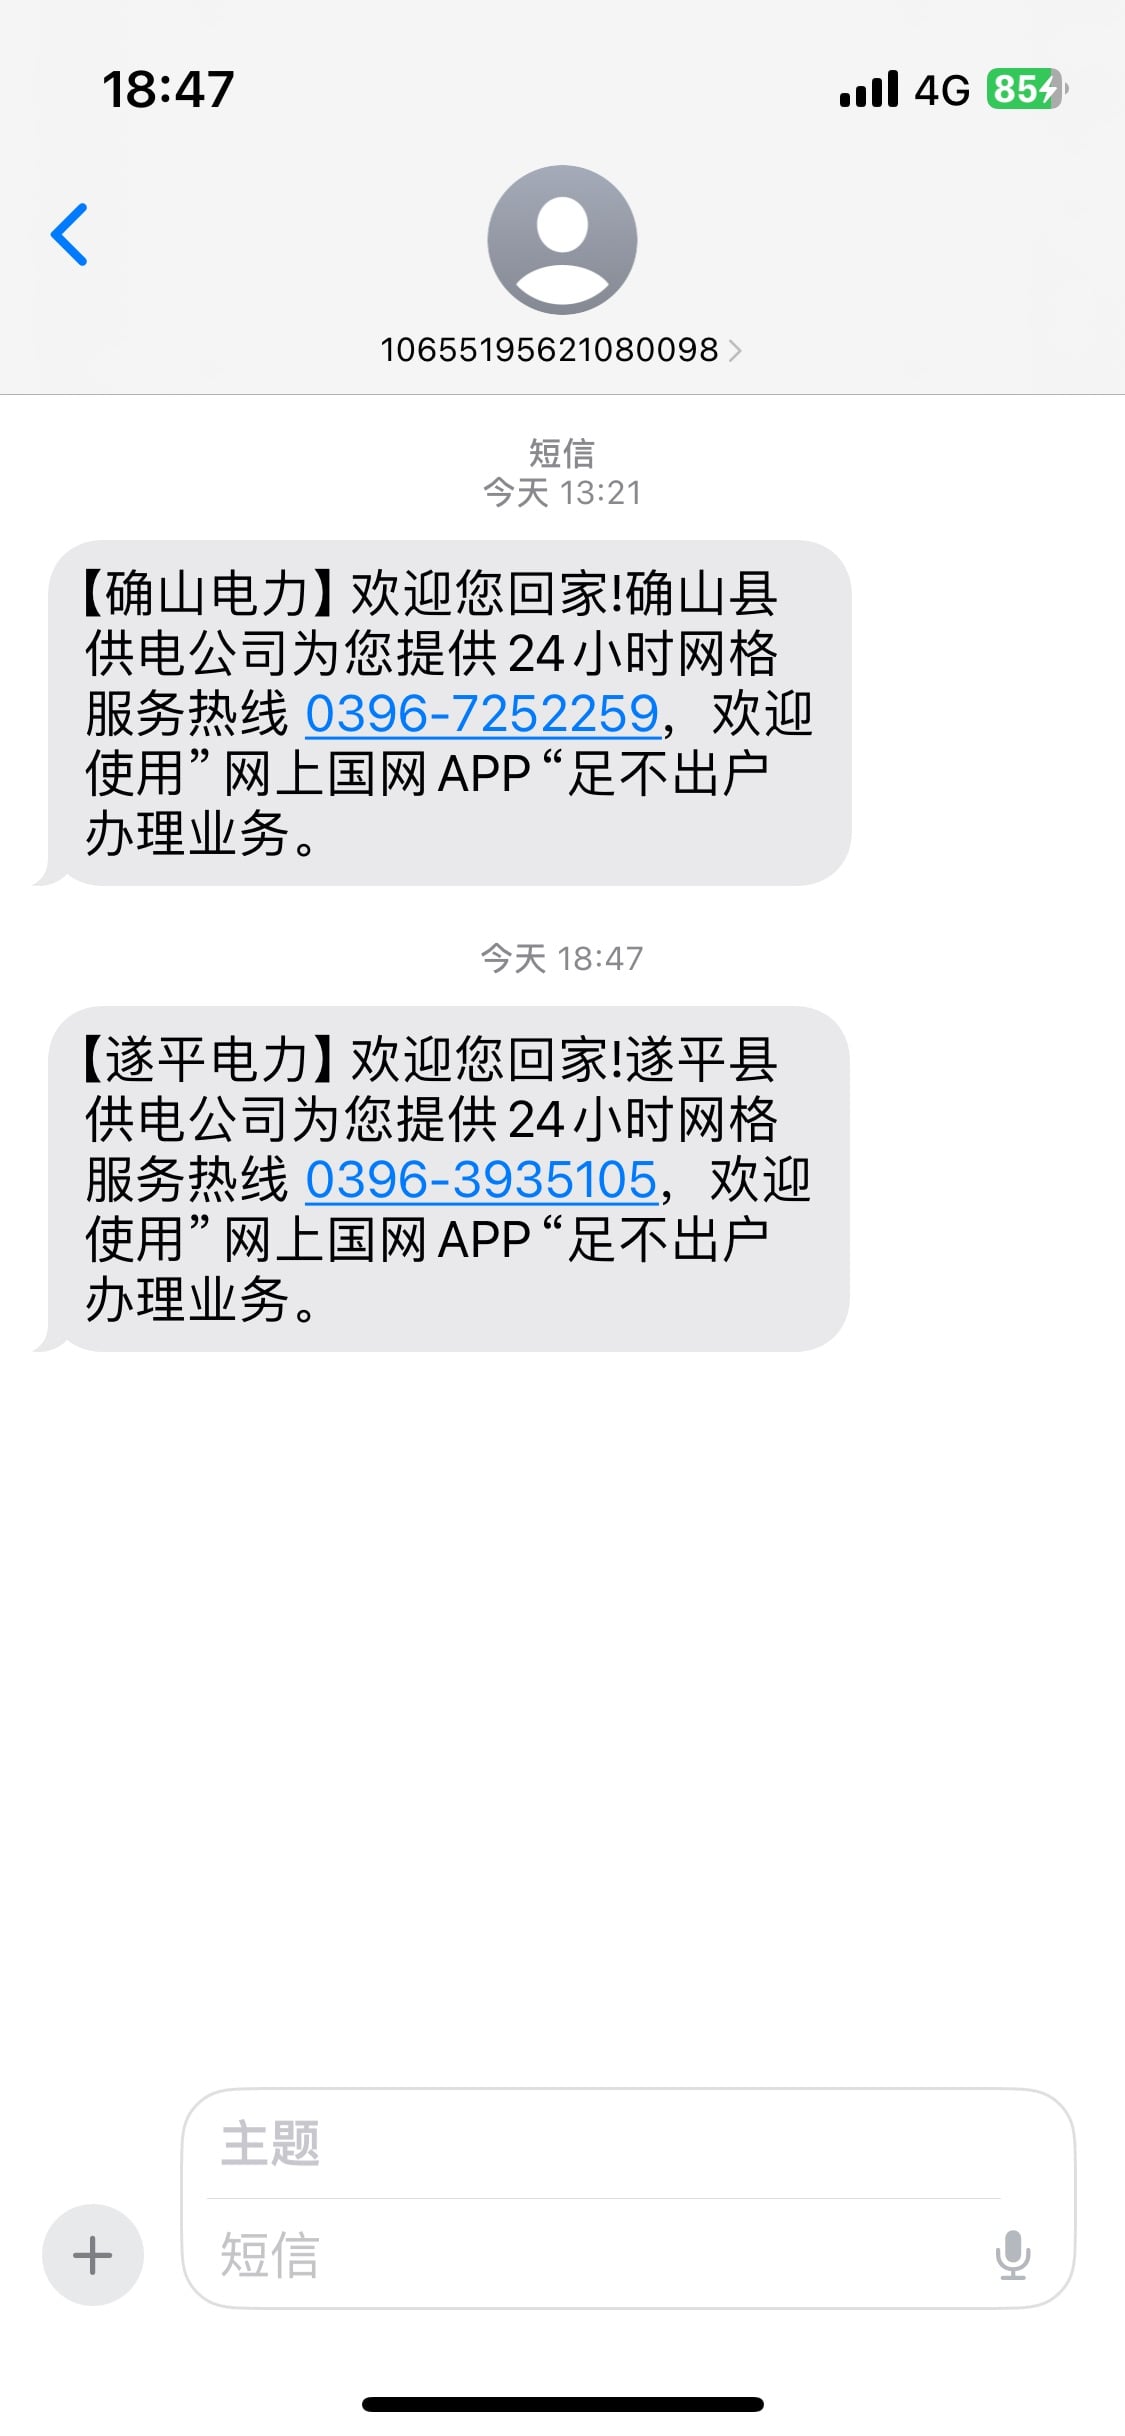 18:47
4G 85
10655195621080098
短信
今天 13:21
【确山电力】欢迎您回家!确山县
供电公司为您提供24小时网格
服务热线 0396-7252259，欢迎
使用”网上国网APP“足不出户
办理业务。
今天 18:47
【遂平电力】欢迎您回家!遂平县
供电公司为您提供24小时网格
服务热线 0396-3935105，欢迎
使用”网上国网APP“足不出户
办理业务。
主题
短信